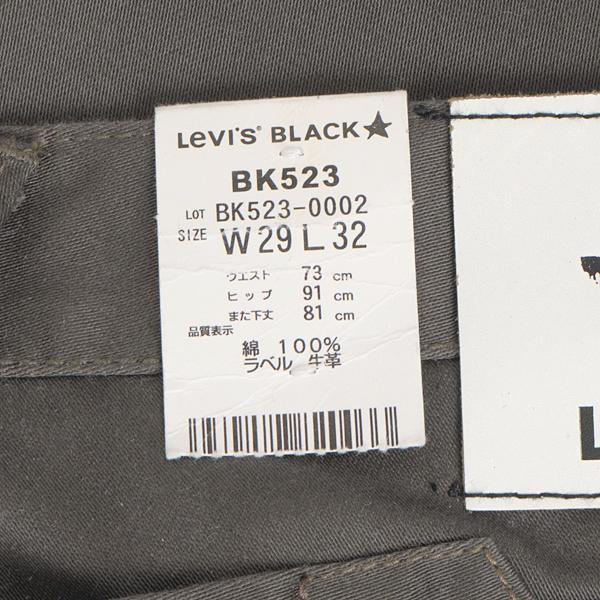 Levi's® BLACK
BK523
LOT BK523-0002
SIZE W29 L 32
ウエスト 73 cm
ヒップ 91 cm
また下丈 81 cm
品質表示
綿 100%
ラベル 牛革
L